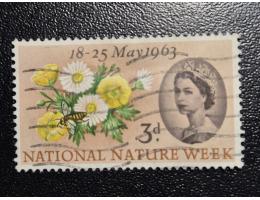 18-25 May 1963
3d.
NATIONAL NATURE WEEK